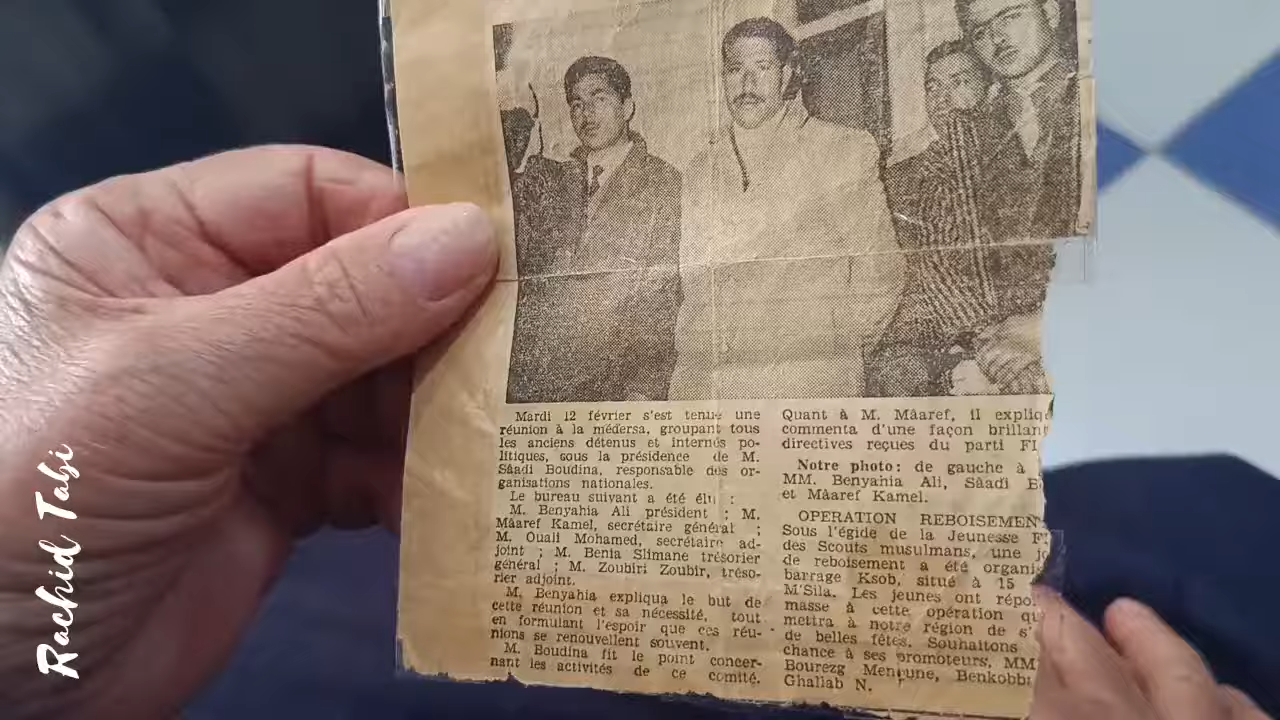 Mardi 12 février s'est tenue une
réunion à la médersa, groupant tous
les anciens détenus et internés po-
litiques, sous la présidence de M.
Sâadi Boudina, responsable des or-
ganisations nationales.
Le bureau suivant a été élu :
M. Benyahia Ali président ; M.
Mâaref Kamel, secrétaire général ;
M. Ouali Mohamed, secrétaire ad-
joint ; M. Benia Slimane trésorier
général ; M. Zoubiri Zoubir, tréso-
rier adjoint.
M. Benyahia expliqua le but de
cette réunion et sa nécessité, tout
en formulant l'espoir que ces réu-
nions se renouvellent souvent.
M. Boudina fit le point concer-
nant les activités de ce comité.
Quant à M. Mâaref, il expliq
commenta d'une façon brillant
directives reçues du parti
Notre photo : de gauche à
MM. Benyahia Ali, Sâadi
et Mâaref Kamel.
OPERATION REBOISEMEN
Sous l'égide de la Jeunesse
des Scouts musulmans, une
de reboisement a été organis
barrage Ksob, situé à 15
M'Sila. Les jeunes ont répo
masse à cette opération qu
mettra à notre région de s'
de belles fêtes. Souhaitons
chance à ses promoteurs, MM
Bourezg Benkobb
Ghallab N.
Rachid Tabi